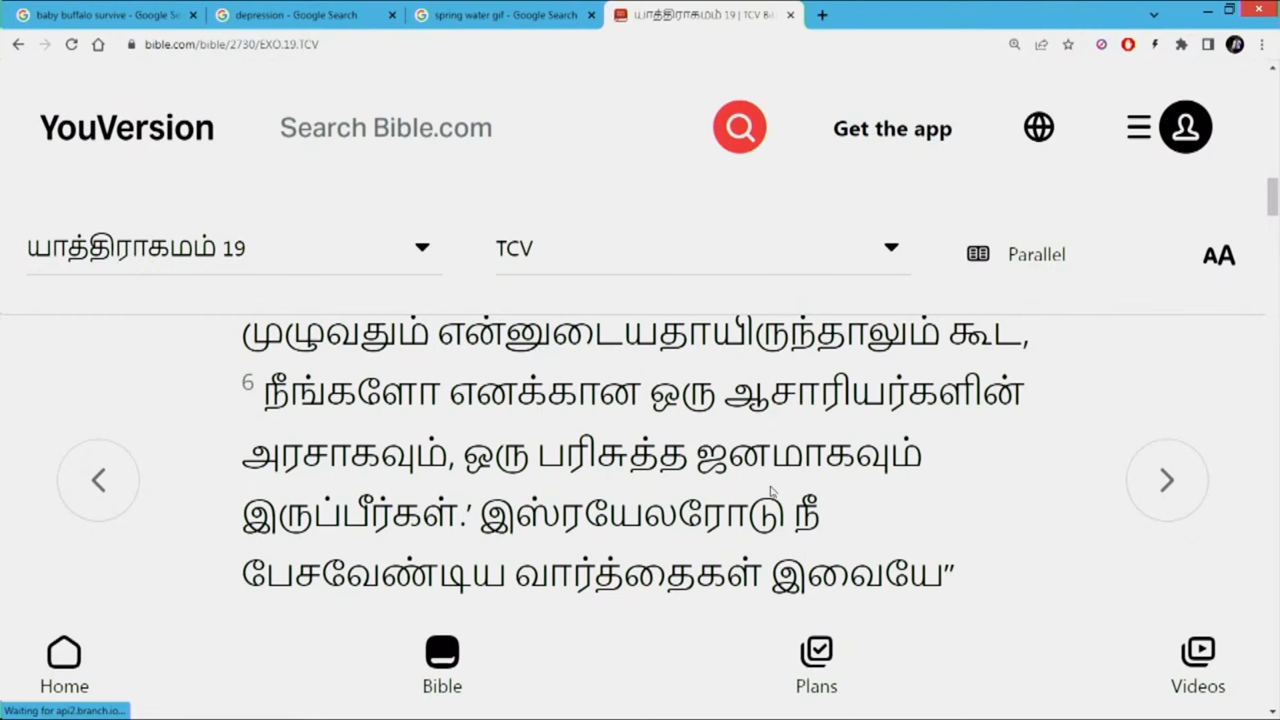 baby buffalo survive - Google Se
depression - Google Search
spring water gif - Google Search
யாத்திராகமம் 19 | TCV Bi
bible.com/bible/2730/EXO.19.TCV
YouVersion
Search Bible.com
Get the app
யாத்திராகமம் 19
TCV
Parallel
AA
முழுவதும் என்னுடையதாயிருந்தாலும் கூட,
6 நீங்களோ எனக்கான ஒரு ஆசாரியர்களின்
அரசாகவும், ஒரு பரிசுத்த ஜனமாகவும்
இருப்பீர்கள்.’ இஸ்ரயேலரோடு நீ
பேசவேண்டிய வார்த்தைகள் இவையே”
Home
Bible
Plans
Videos
Waiting for api2.branch.io...